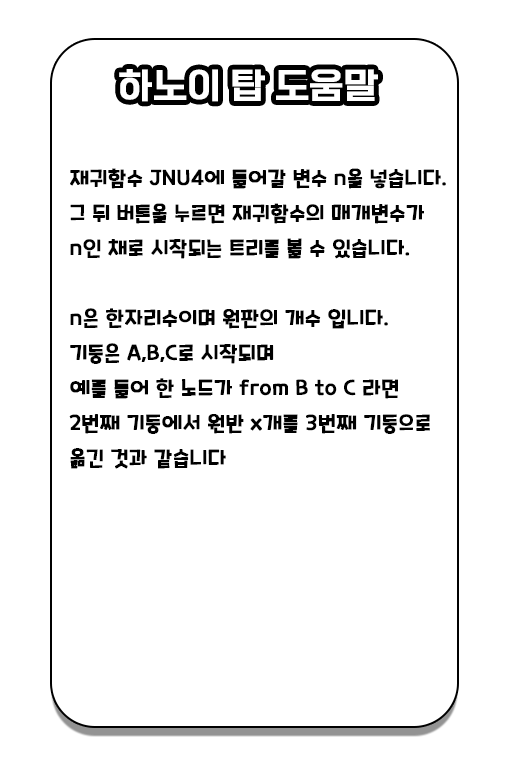 하노이 탑 도움말
재귀함수 JNU4에 들어갈 변수 n을 넣습니다.
그 뒤 버튼을 누르면 재귀함수의 매개변수가
n인 채로 시작되는 트리를 볼 수 있습니다.
n은 한자리수이며 원판의 개수 입니다.
기둥은 A,B,C로 시작되며
예를 들어 한 노드가 from B to C 라면
2번째 기둥에서 원반 x개를 3번째 기둥으로
옮긴 것과 같습니다